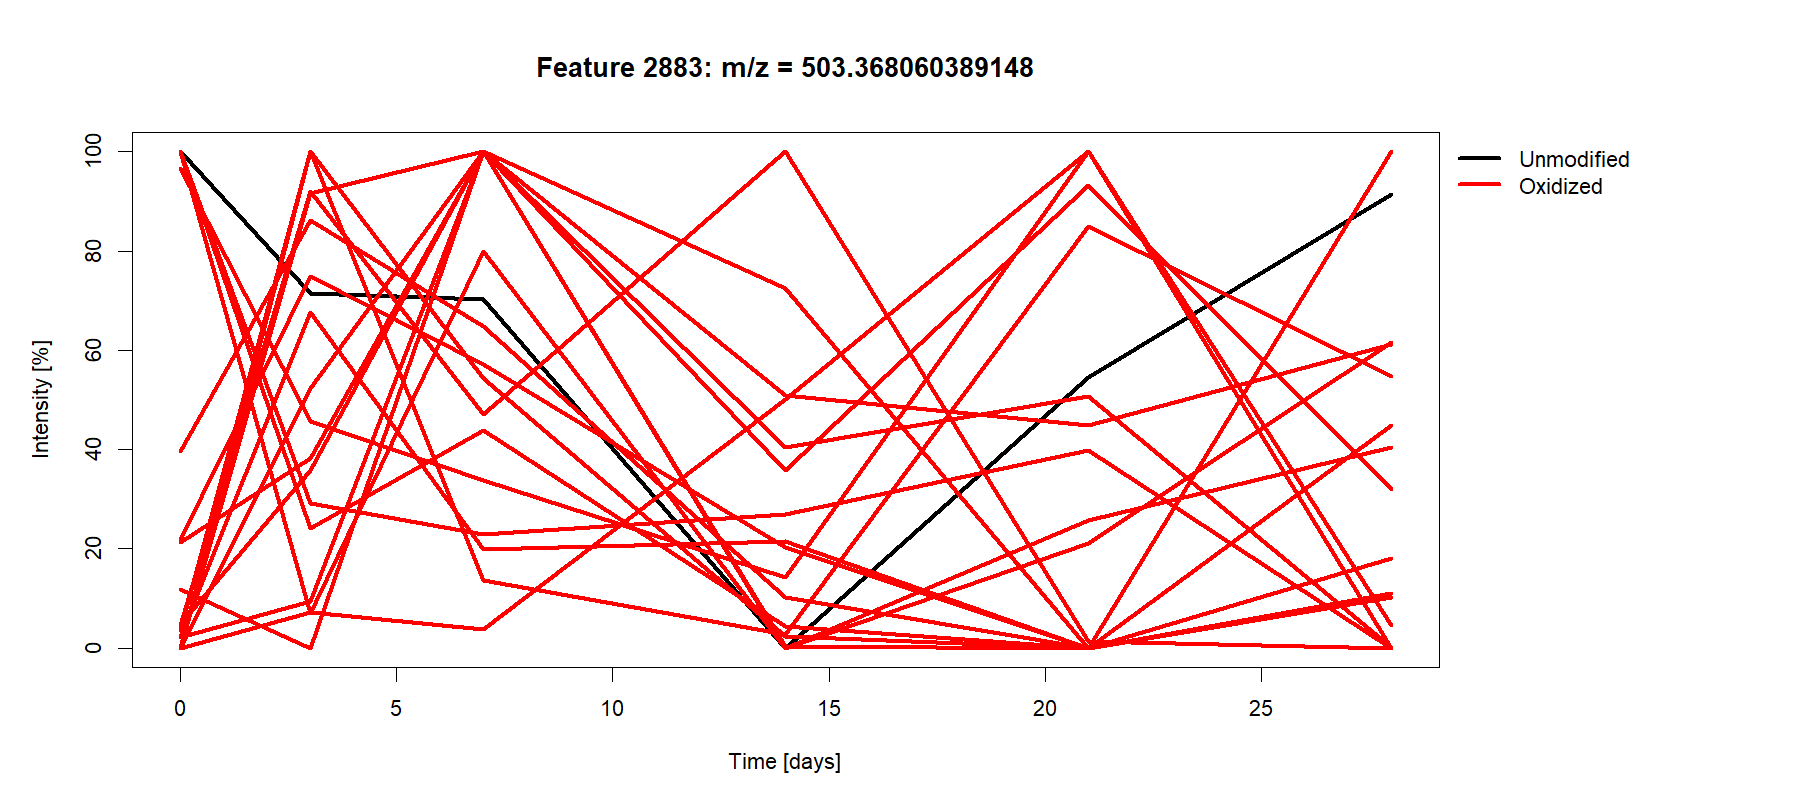 Feature 2883: m/z = 503.368060389148
Unmodified
Oxidized
Intensity [%]
100
80
60
40
20
0
0 5 10 15 20 25
Time [days]